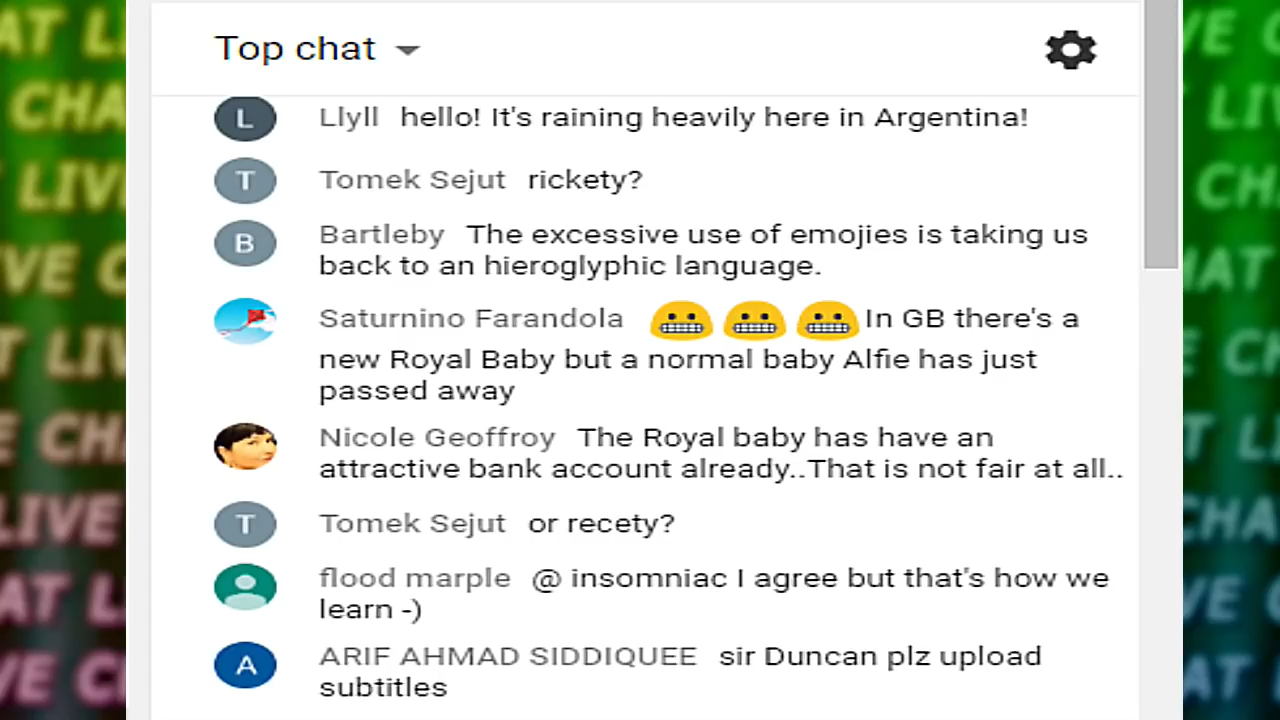 Top chat
L Llyll hello! It's raining heavily here in Argentina!
T Tomek Sejut rickety?
B Bartleby The excessive use of emojies is taking us
back to an hieroglyphic language.
Saturnino Farandola 😬😬😬In GB there's a
new Royal Baby but a normal baby Alfie has just
passed away
Nicole Geoffroy The Royal baby has have an
attractive bank account already..That is not fair at all..
T Tomek Sejut or recety?
flood marple @ insomniac I agree but that's how we
learn -)
A ARIF AHMAD SIDDIQUEE sir Duncan plz upload
subtitles